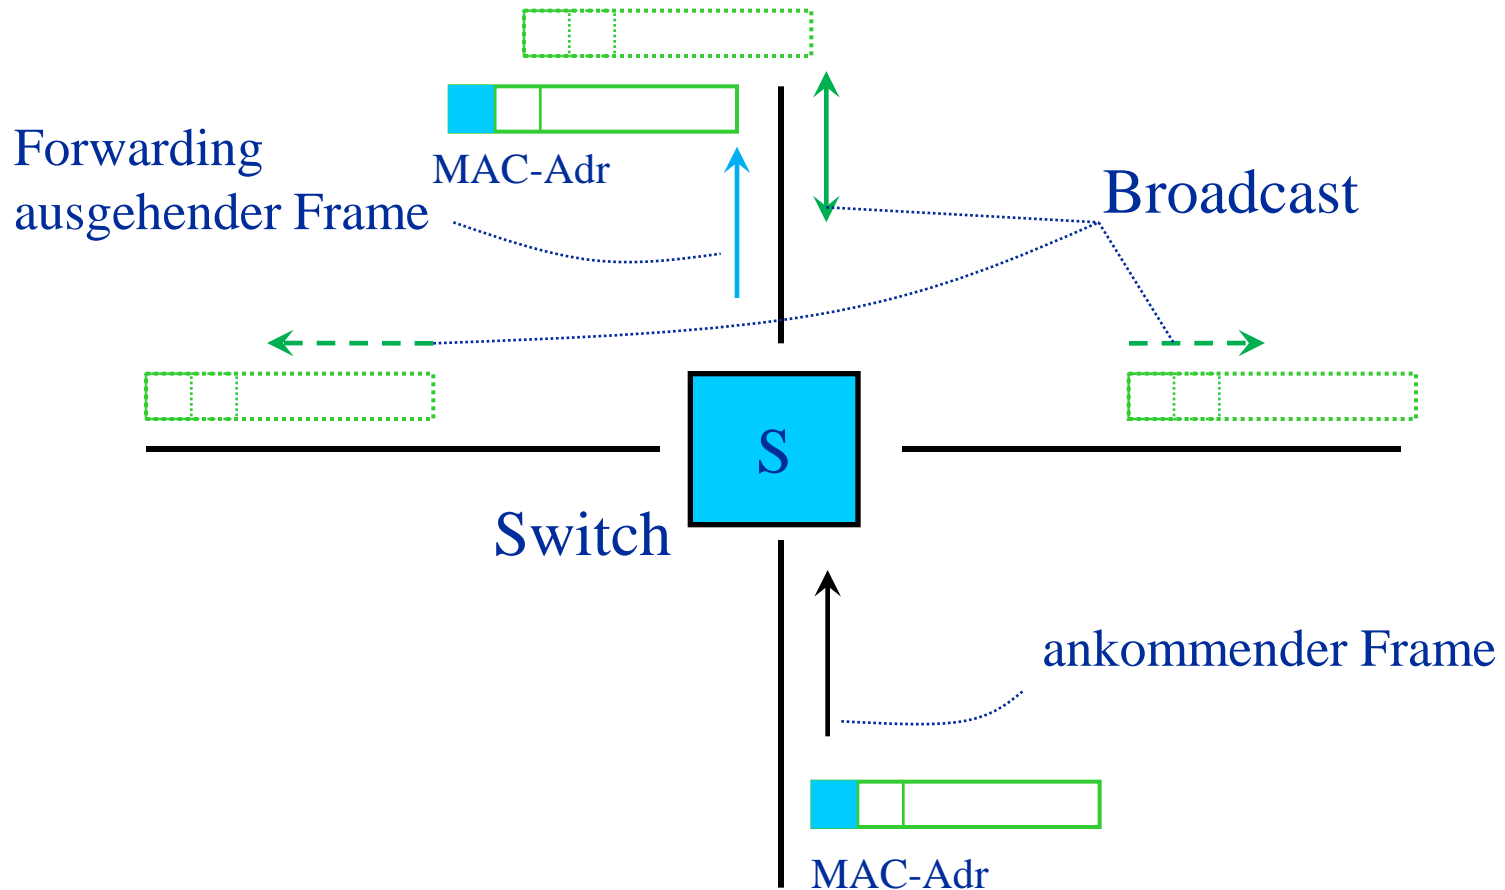 Forwarding
ausgehender Frame
MAC-Adr
Broadcast
S
Switch
ankommender Frame
MAC-Adr